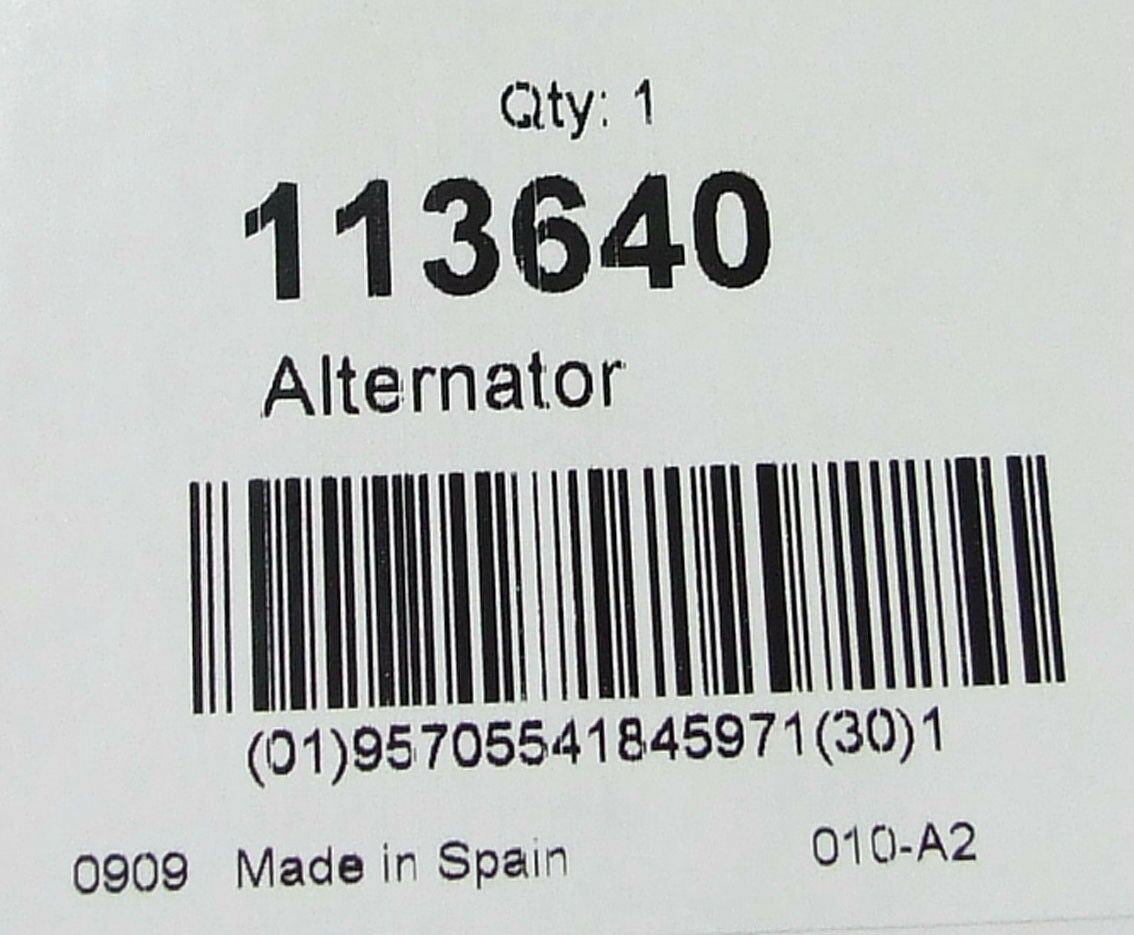 Qty: 1
113640
Alternator
(01)95705541845971(30)1
0909 Made in Spain 010-A2